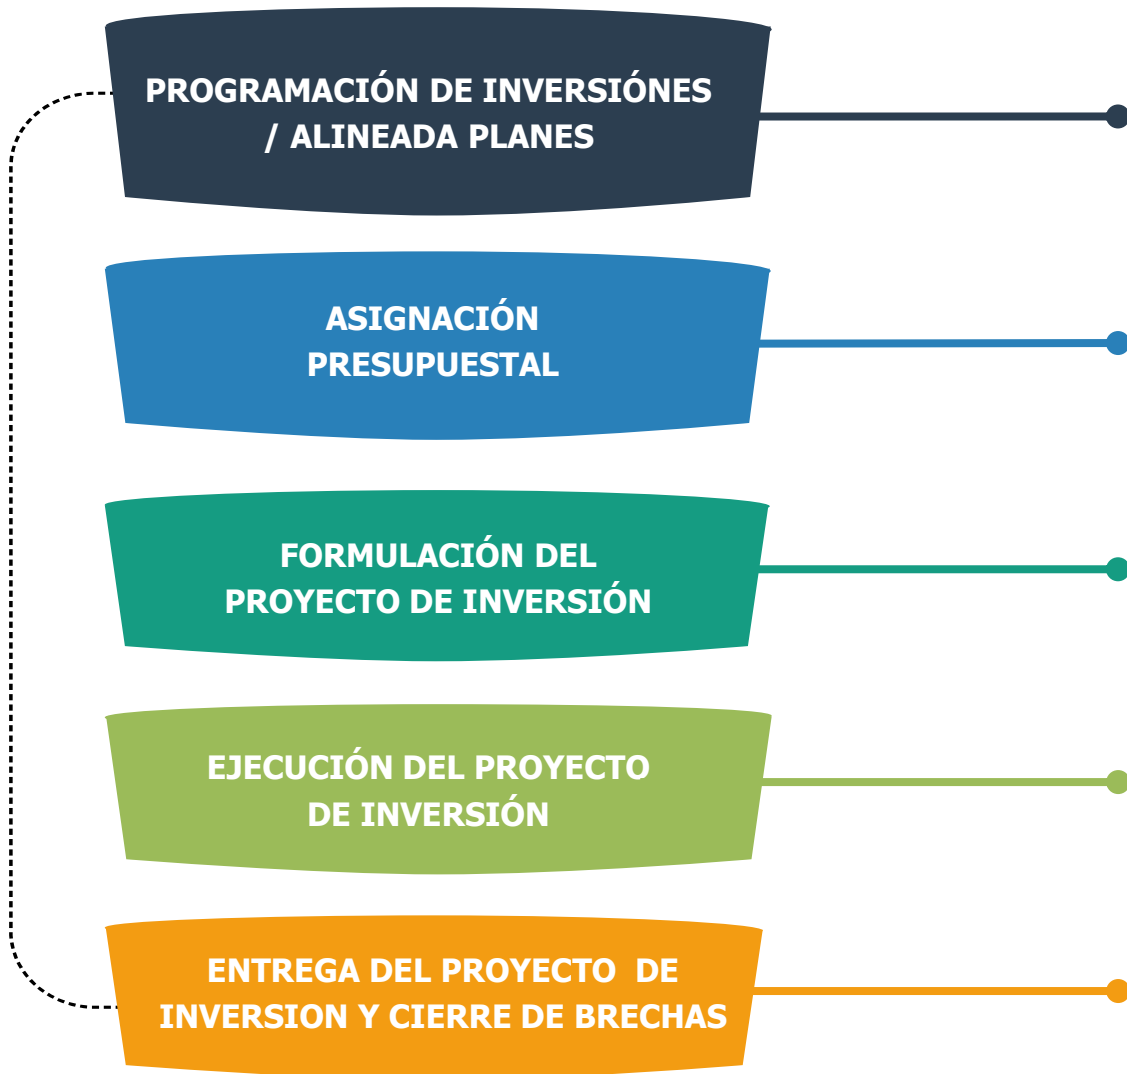 PROGRAMACIÓN DE INVERSIÓNES
/ ALINEADA PLANES
ASIGNACIÓN
PRESUPUESTAL
FORMULACIÓN DEL
PROYECTO DE INVERSIÓN
EJECUCIÓN DEL PROYECTO
DE INVERSIÓN
ENTREGA DEL PROYECTO  DE
INVERSION Y CIERRE DE BRECHAS